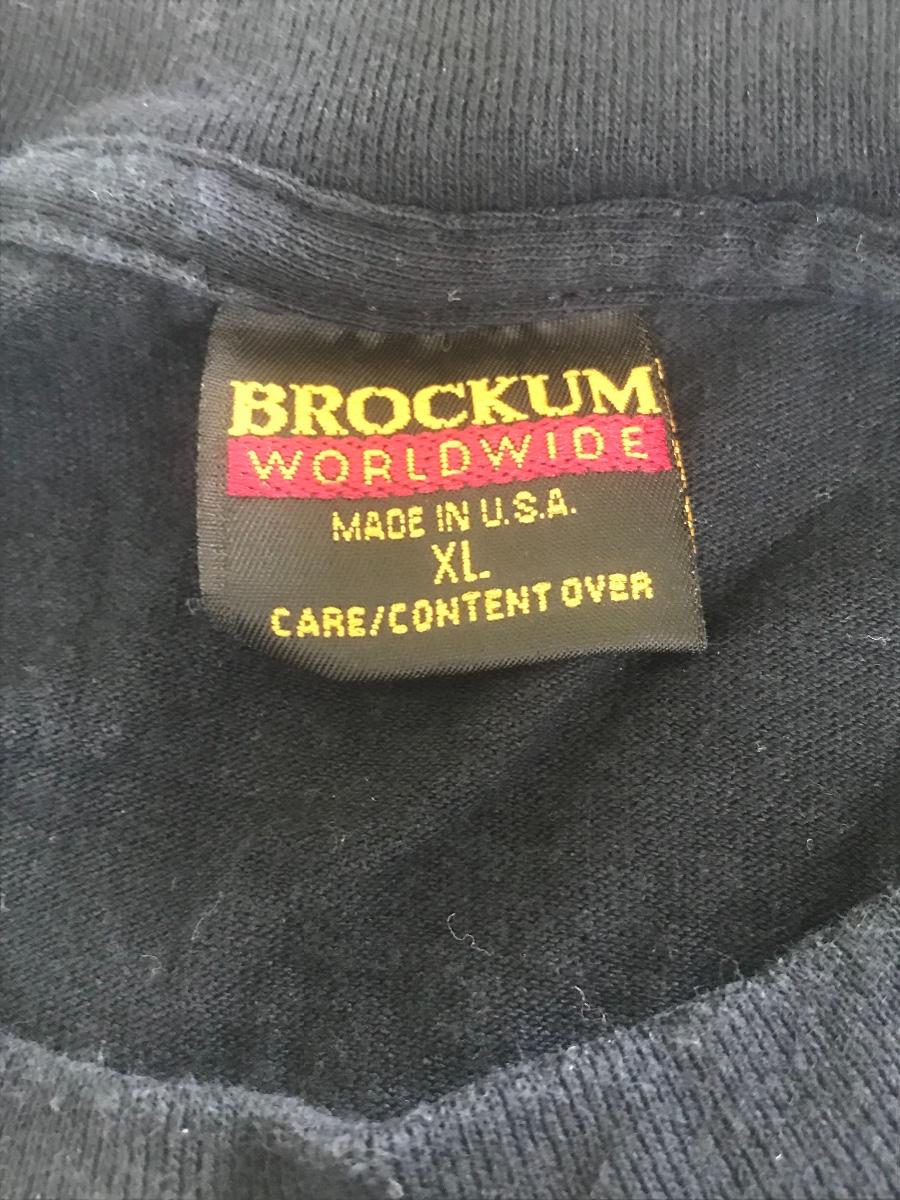 BROCKUM
WORLDWIDE
MADE IN U.S.A.
XL
CARE/CONTENT OVER